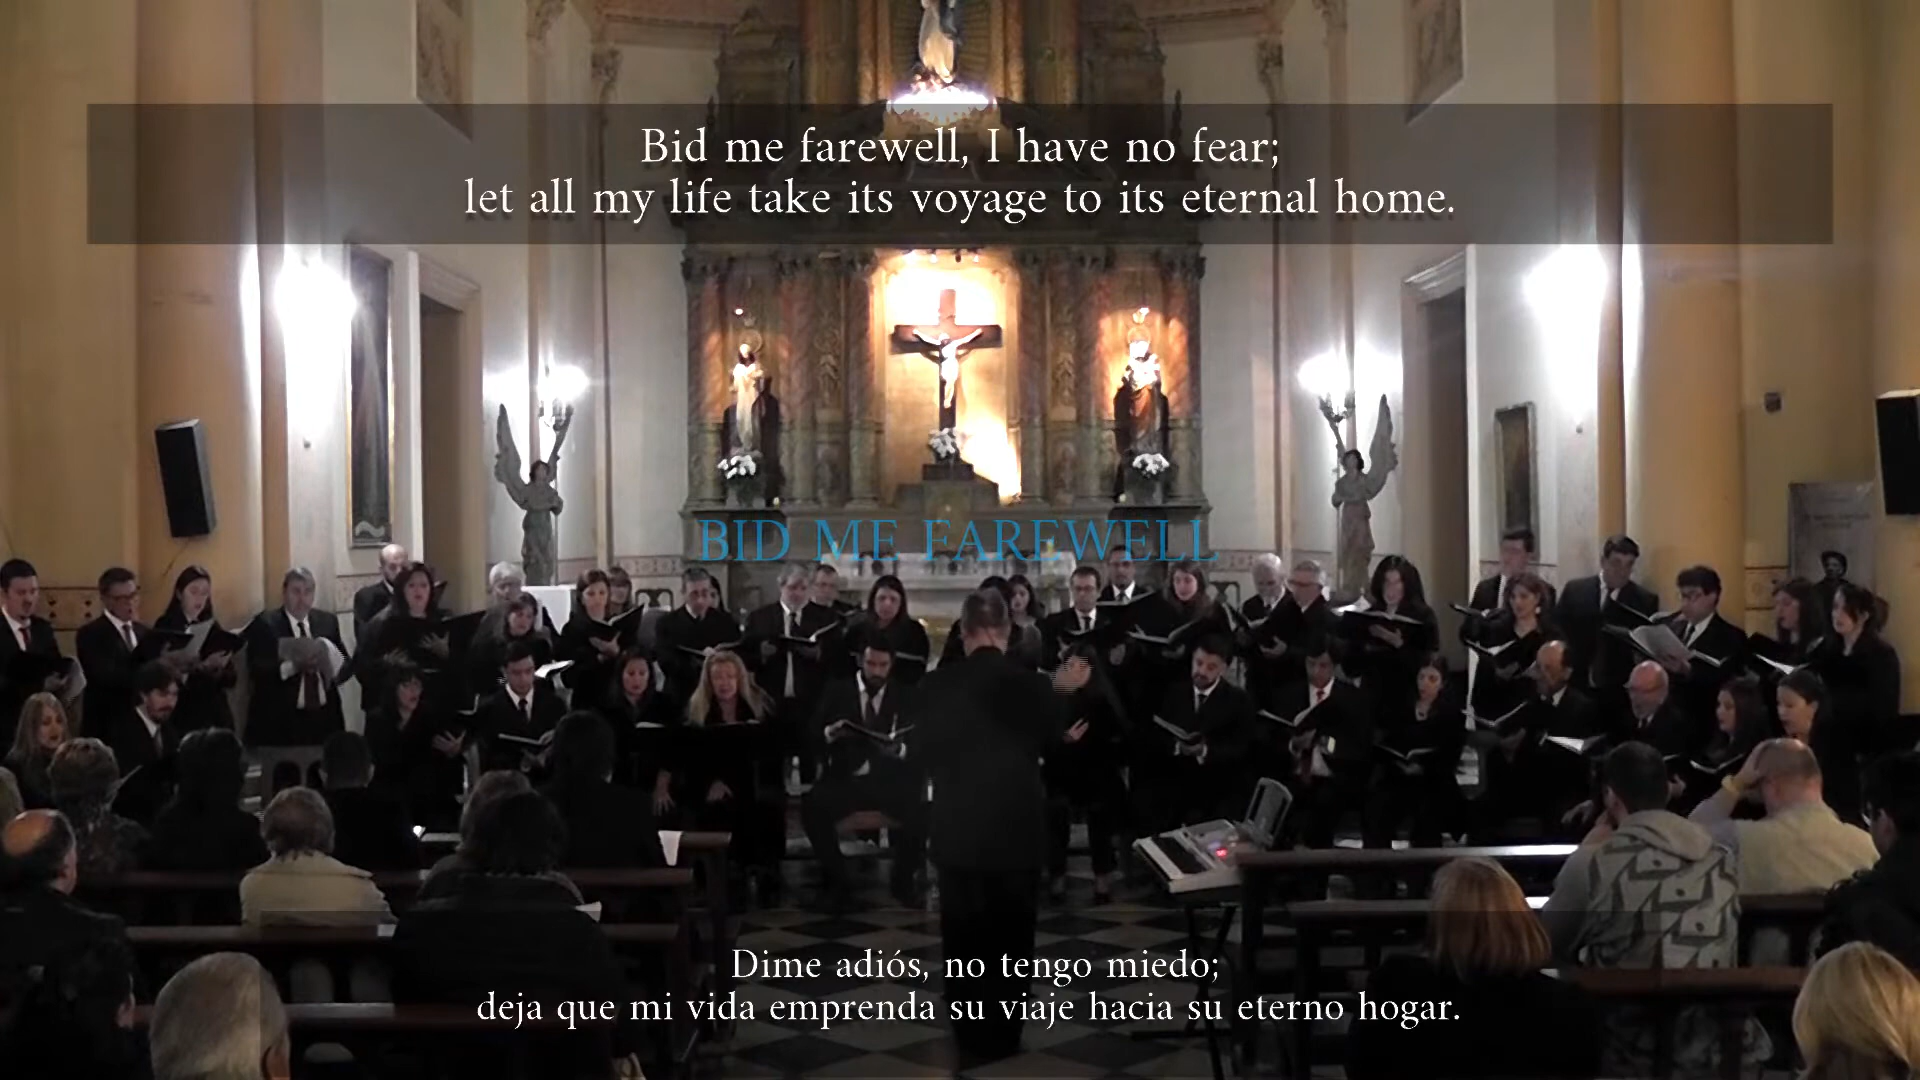 Bid me farewell, I have no fear;
let all my life take its voyage to its eternal home.
BID ME FAREWELL
Dime adiós, no tengo miedo;
deja que mi vida emprenda su viaje hacia su eterno hogar.